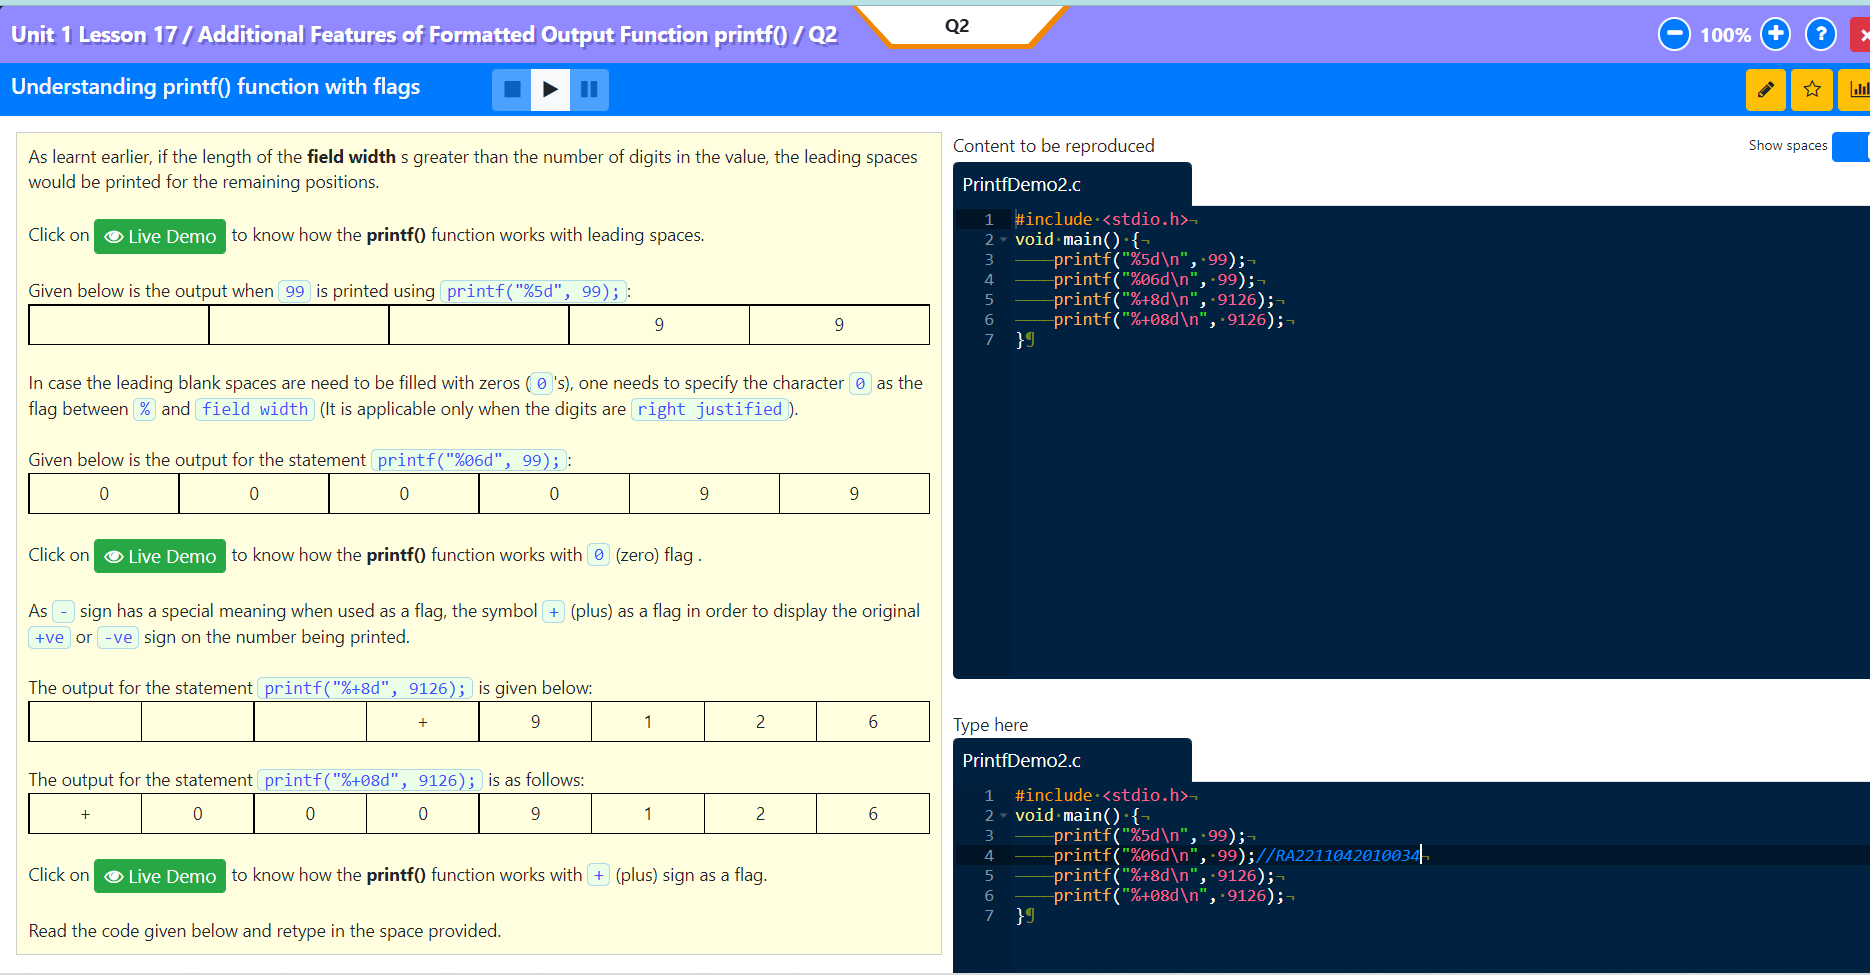 Unit 1 Lesson 17 / Additional Features of Formatted Output Function printf() / Q2
Q2
100%
?
Understanding printf() function with flags
As learnt earlier, if the length of the field width s greater than the number of digits in the value, the leading spaces
would be printed for the remaining positions.
Click on Live Demo to know how the printf() function works with leading spaces.
Given below is the output when 99 is printed using printf("%5d", 99);:
9 9
In case the leading blank spaces are need to be filled with zeros (0's), one needs to specify the character 0 as the
flag between % and field width (It is applicable only when the digits are right justified).
Given below is the output for the statement printf("%06d", 99);:
0 0 0 0 9 9
Click on Live Demo to know how the printf() function works with 0 (zero) flag .
As - sign has a special meaning when used as a flag, the symbol + (plus) as a flag in order to display the original
+ve or -ve sign on the number being printed.
The output for the statement printf("%+8d", 9126); is given below:
+ 9 1 2 6
The output for the statement printf("%+08d", 9126); is as follows:
+ 0 0 0 9 1 2 6
Click on Live Demo to know how the printf() function works with + (plus) sign as a flag.
Read the code given below and retype in the space provided.
Content to be reproduced
Show spaces
PrintfDemo2.c
1 #include·<stdio.h>¬
2 void·main()·{¬
3 ————printf("%5d\n",·99);¬
4 ————printf("%06d\n",·99);¬
5 ————printf("%+8d\n",·9126);¬
6 ————printf("%+08d\n",·9126);¬
7 }¶
Type here
PrintfDemo2.c
1 #include·<stdio.h>¬
2 void·main()·{¬
3 ————printf("%5d\n",·99);¬
4 ————printf("%06d\n",·99);//RA2211042010034¬
5 ————printf("%+8d\n",·9126);¬
6 ————printf("%+08d\n",·9126);¬
7 }¶